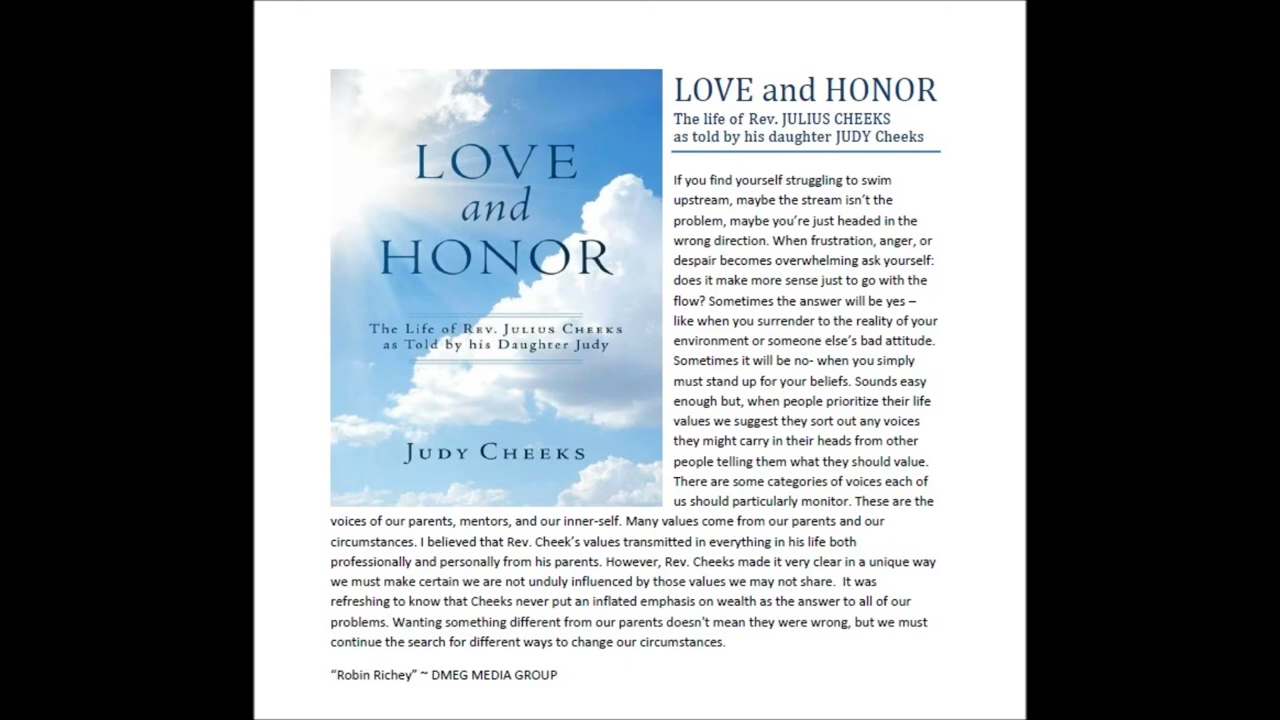 LOVE
and
HONOR
The Life of Rev. Julius Cheeks
as Told by his Daughter Judy
Judy Cheeks
LOVE and HONOR
The life of Rev. JULIUS CHEEKS
as told by his daughter JUDY Cheeks
If you find yourself struggling to swim
upstream, maybe the stream isn't the
problem, maybe you're just headed in the
wrong direction. When frustration, anger, or
despair becomes overwhelming ask yourself:
does it make more sense just to go with the
flow? Sometimes the answer will be yes –
like when you surrender to the reality of your
environment or someone else's bad attitude.
Sometimes it will be no- when you simply
must stand up for your beliefs. Sounds easy
enough but, when people prioritize their life
values we suggest they sort out any voices
they might carry in their heads from other
people telling them what they should value.
There are some categories of voices each of
us should particularly monitor. These are the
voices of our parents, mentors, and our inner-self. Many values come from our parents and our
circumstances. I believed that Rev. Cheek's values transmitted in everything in his life both
professionally and personally from his parents. However, Rev. Cheeks made it very clear in a unique way
we must make certain we are not unduly influenced by those values we may not share.  It was
refreshing to know that Cheeks never put an inflated emphasis on wealth as the answer to all of our
problems. Wanting something different from our parents doesn't mean they were wrong, but we must
continue the search for different ways to change our circumstances.
“Robin Richey” ~ DMEG MEDIA GROUP